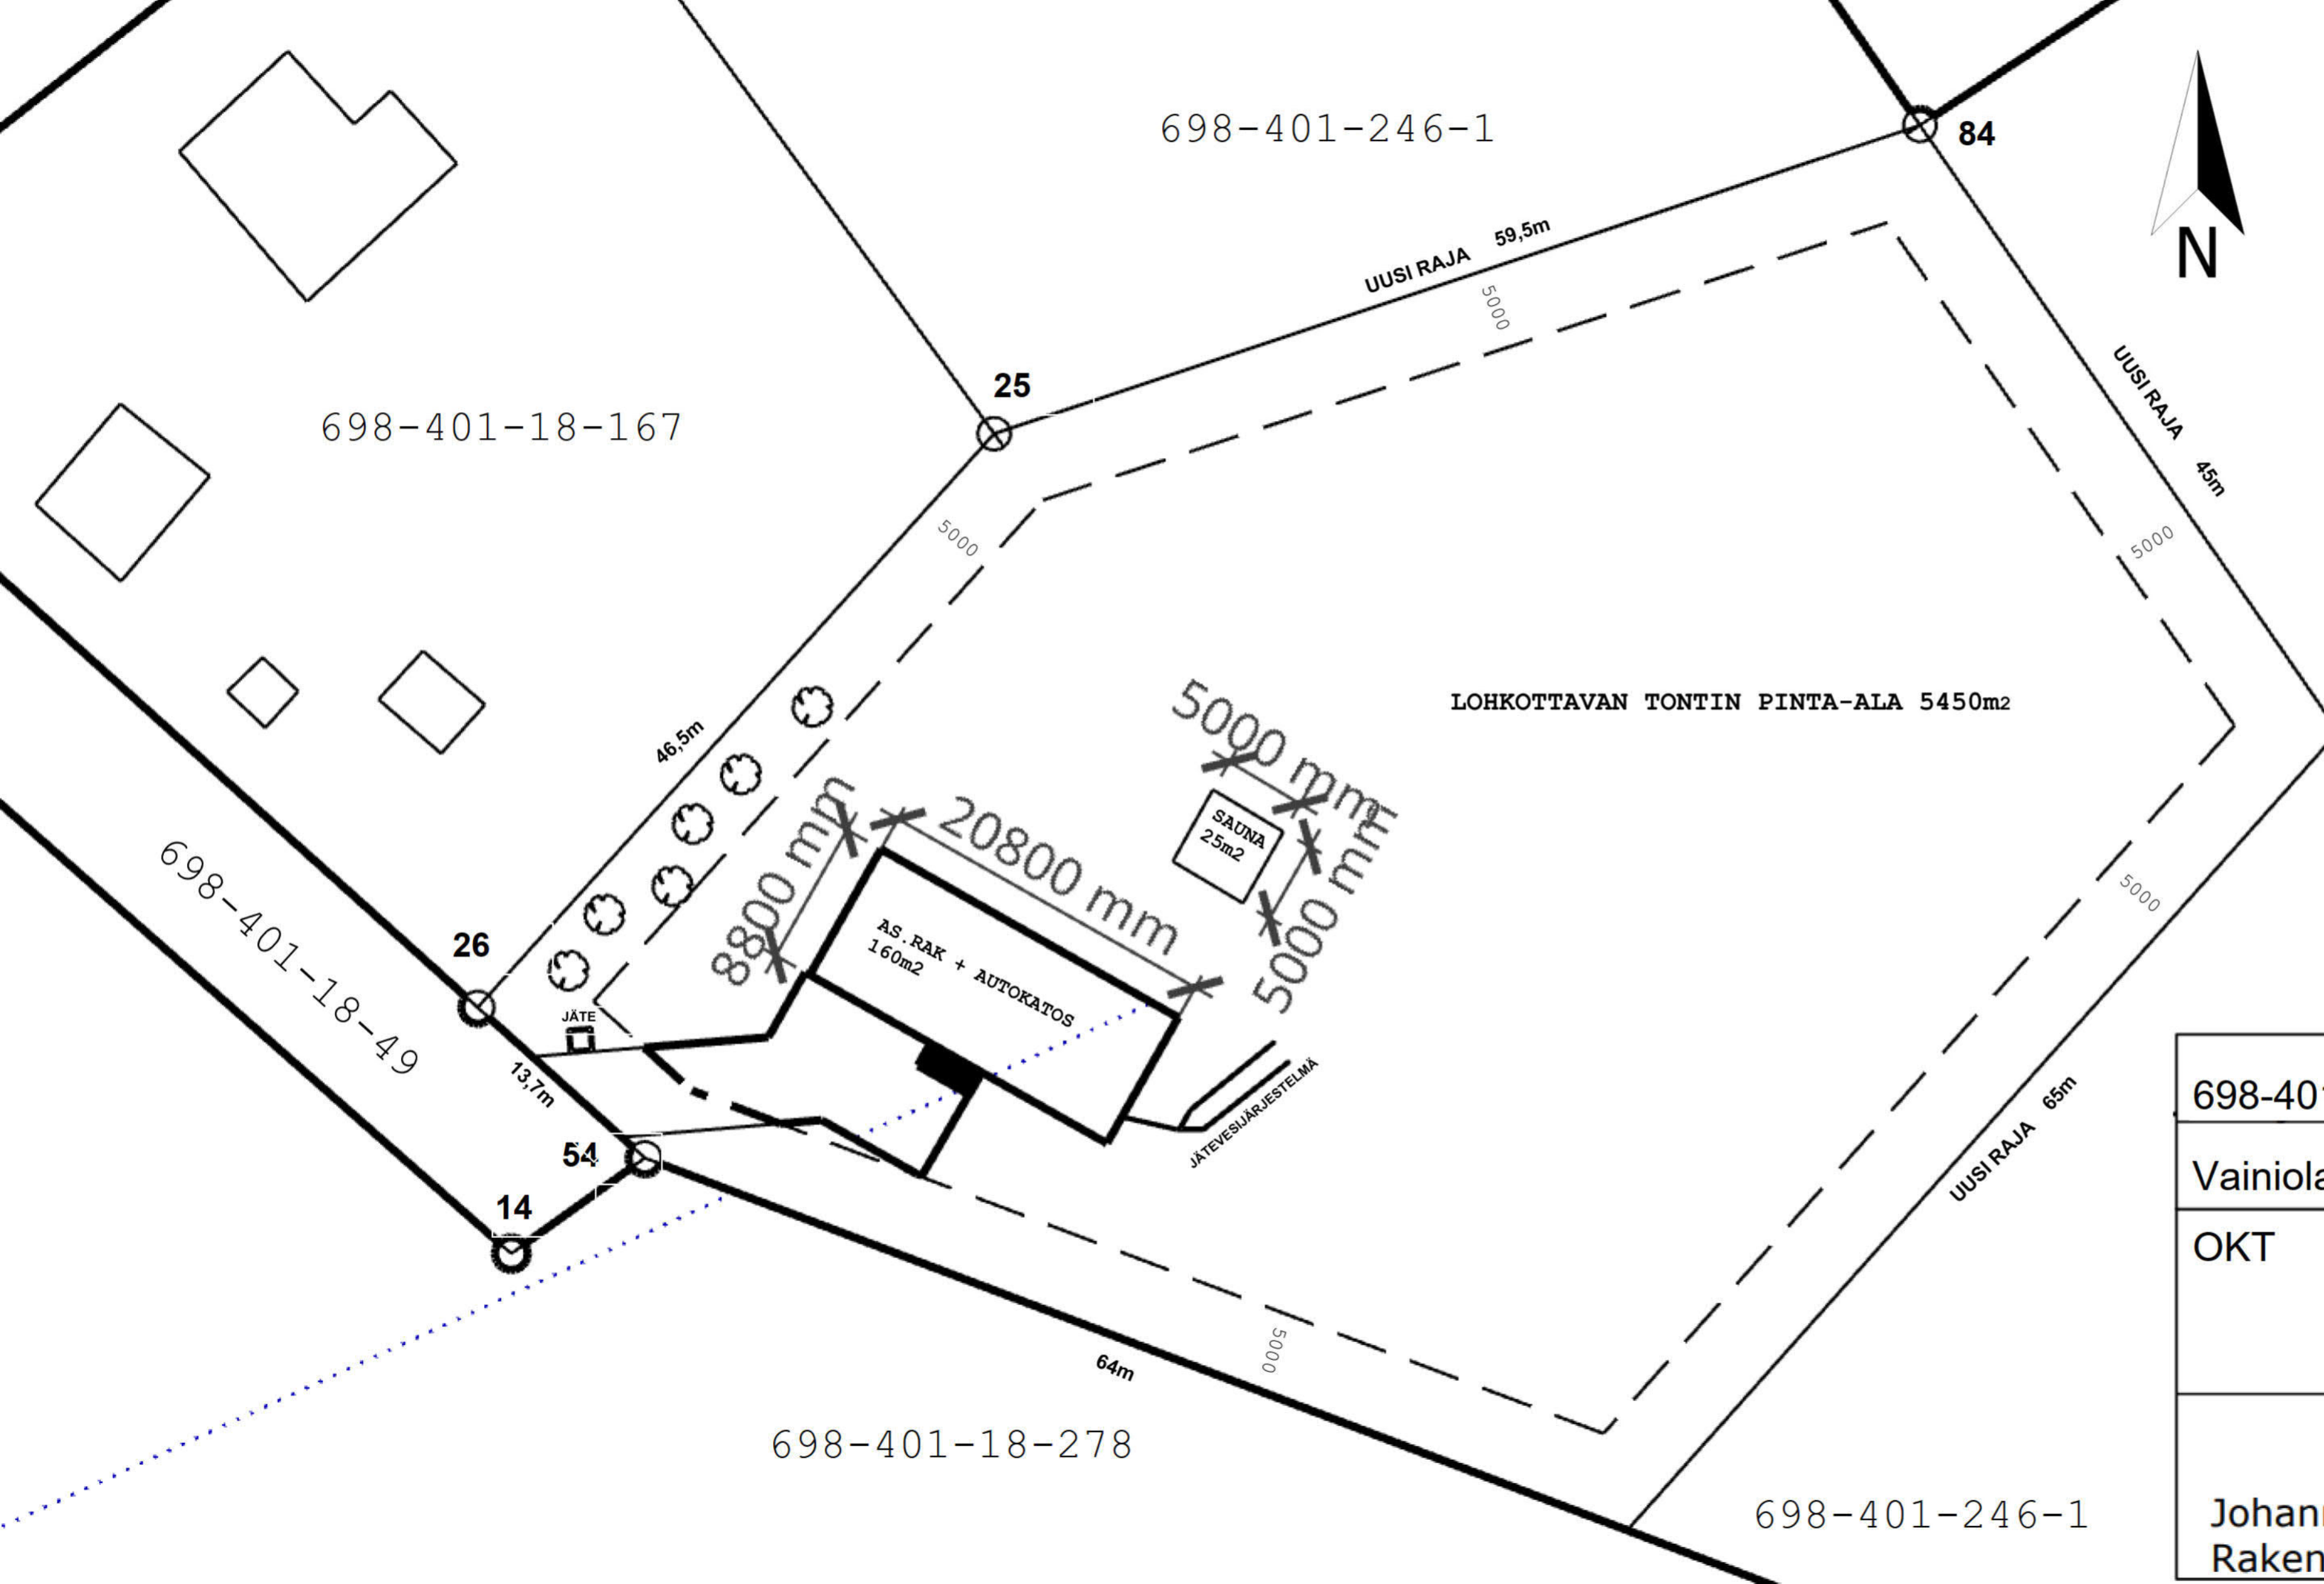 698-401-246-1
84
N
UUSI RAJA 59,5m
5000
25
UUSI RAJA 45m
698-401-18-167
5000
5000
LOHKOTTAVAN TONTIN PINTA-ALA 5450m2
46,5m
5000 mm
5000 mm
SAUNA
25m2
20800 mm
8800 mm
AS.RAK + AUTOKATOS
160m2
5000
698-401-18-49
26
JÄTE
13,7m
JÄTEVESIJÄRJESTELMÄ
UUSI RAJA 65m
54
14
5000
64m
698-401-18-278
698-401-246-1
698-401
Vainiola
OKT
Johann
Raken